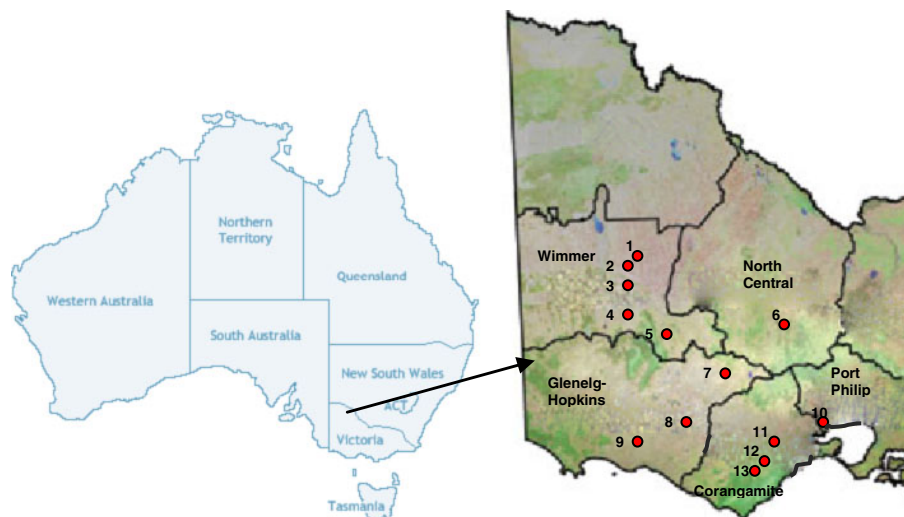 Northern
Territory
Western Australia
Queensland
South Australia
New South Wales
ACT
Victoria
Tasmania
Wimmer
1
2
3
4
5
North
Central
6
Glenelg-
Hopkins
7
8
9
Port
Philip
10
11
12
13
Corangamite